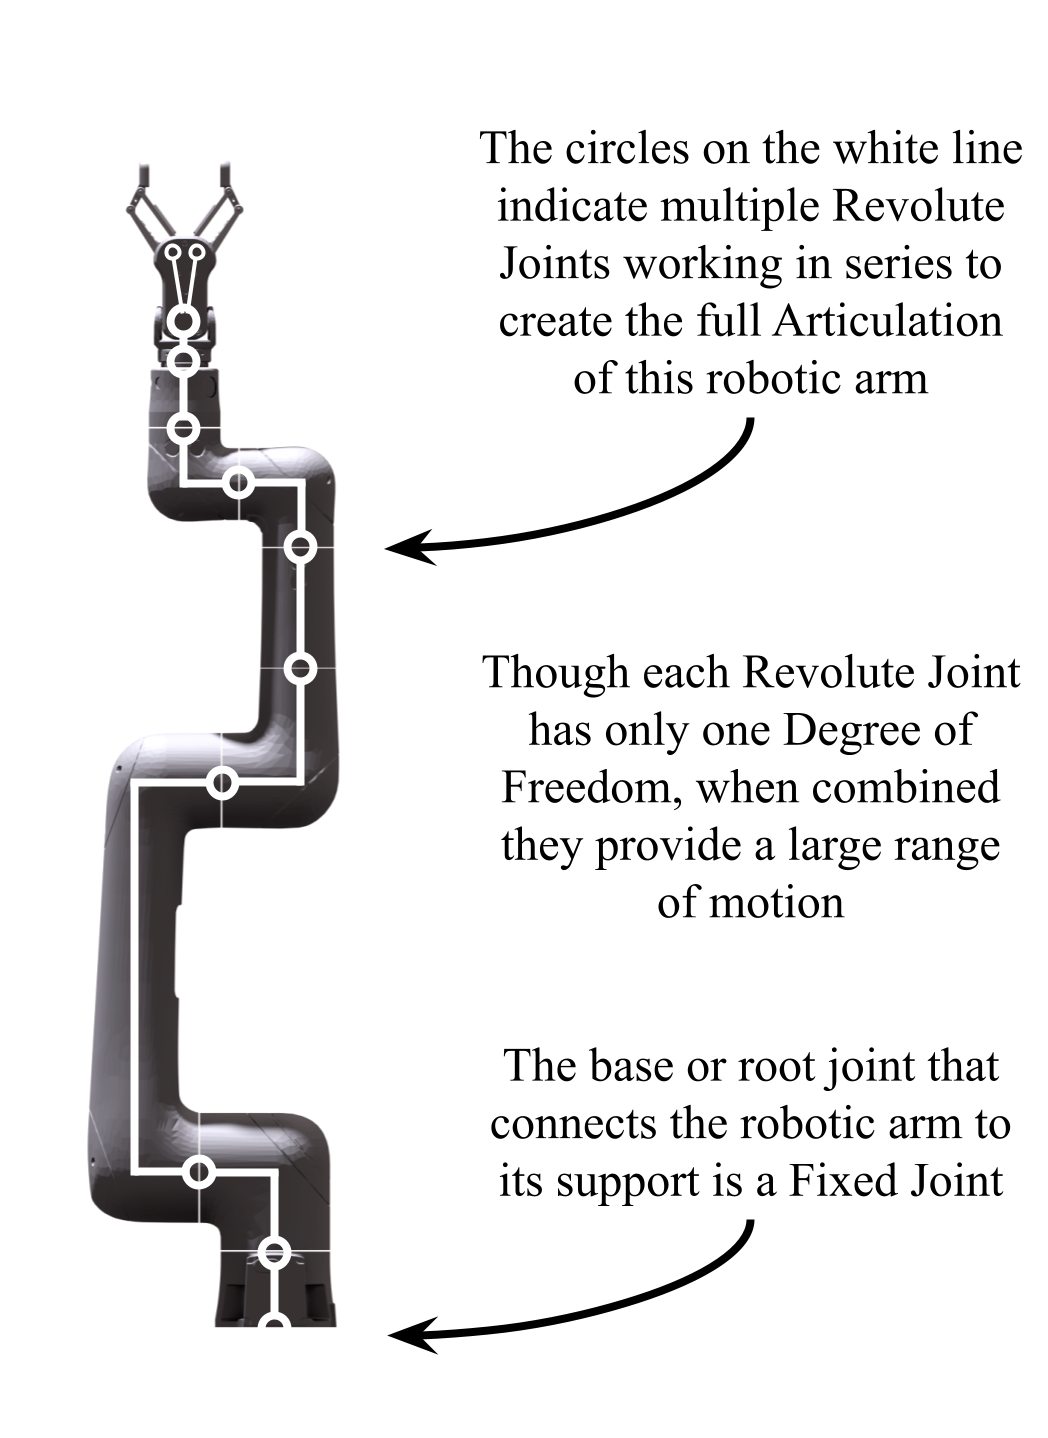 The circles on the white line
indicate multiple Revolute
Joints working in series to
create the full Articulation
of this robotic arm
Though each Revolute Joint
has only one Degree of
Freedom, when combined
they provide a large range
of motion
The base or root joint that
connects the robotic arm to
its support is a Fixed Joint